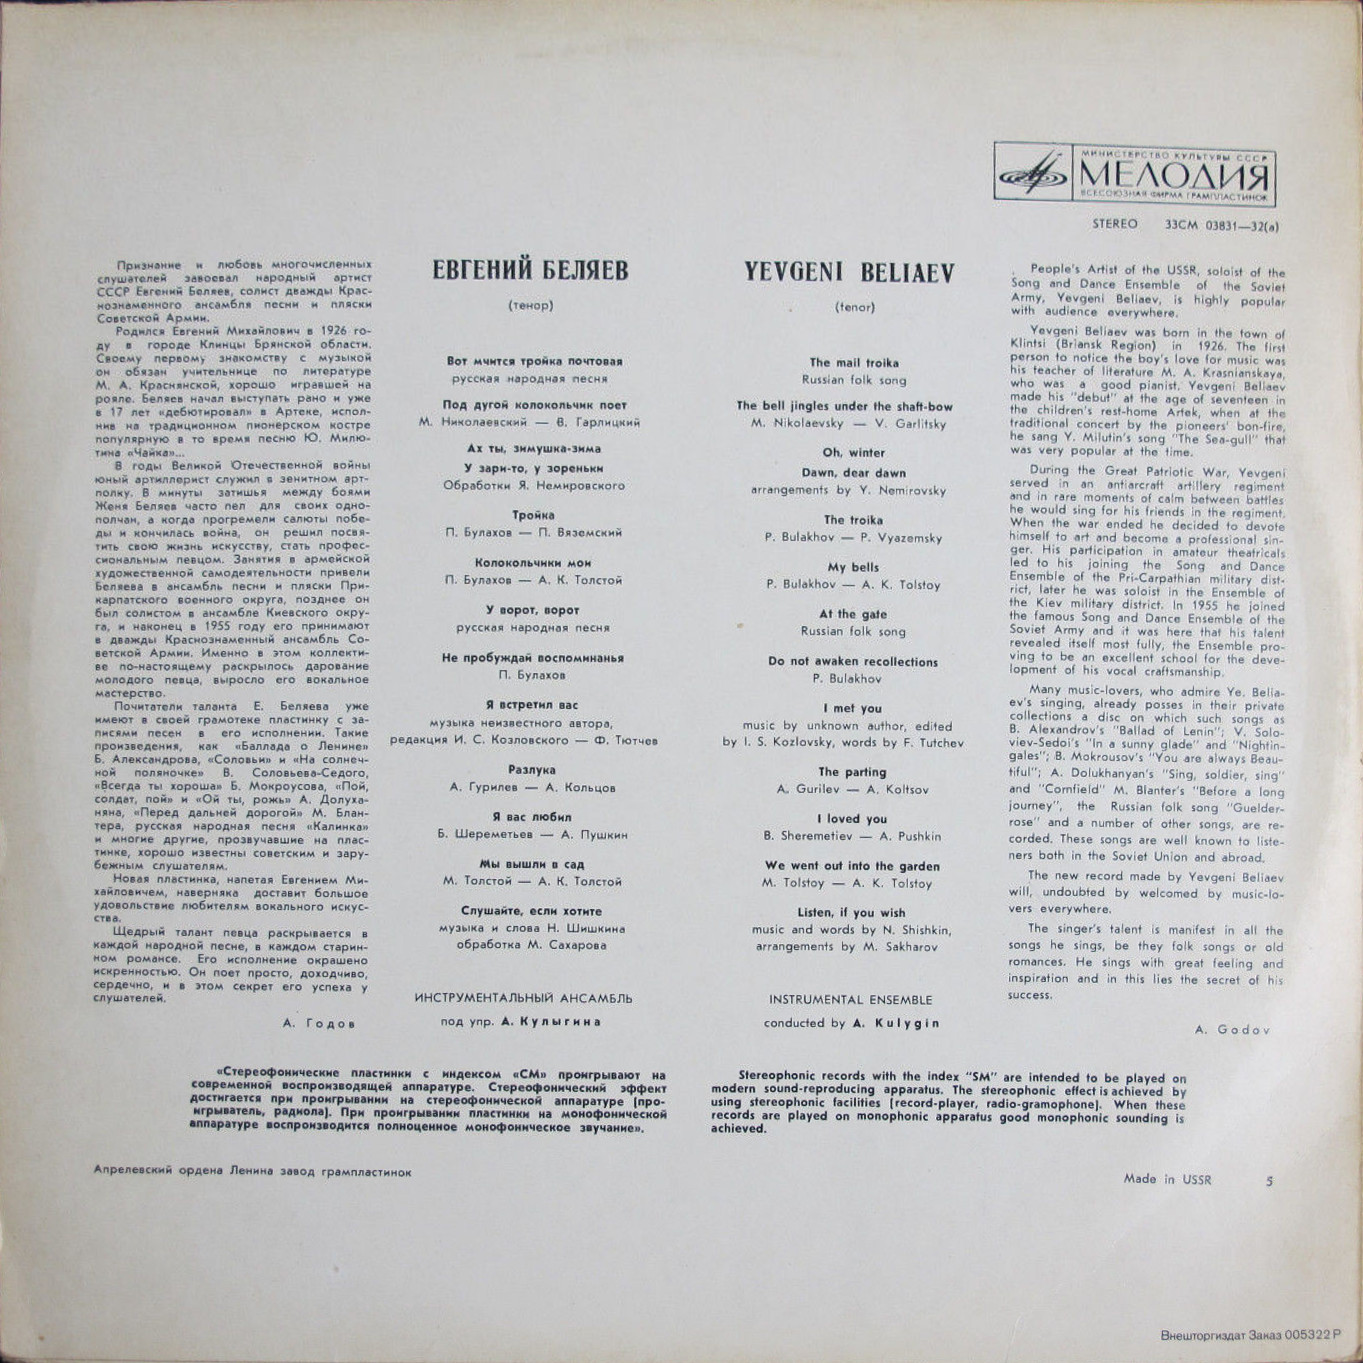 МИНИСТЕРСТВО КУЛЬТУРЫ СССР
МЕЛОДИЯ
ВСЕСОЮЗНАЯ ФИРМА ГРАМПЛАСТИНОК
STEREO 33СМ 03831—32(а)
Признание и любовь многочисленных
слушателей завоевал народный артист
СССР Евгений Беляев, солист дважды Крас-
нознаменного ансамбля песни и пляски
Советской Армии.
Родился Евгений Михайлович в 1926 го-
ду в городе Клинцы Брянской области.
Своему первому знакомству с музыкой
он обязан учительнице по литературе
М. А. Краснянской, хорошо игравшей на
рояле. Беляев начал выступать рано и уже
в 17 лет «дебютировал» в Артеке, испол-
нив на традиционном пионерском костре
популярную в то время песню Ю. Милю-
тина «Чайка»...
В годы Великой Отечественной войны
юный артиллерист служил в зенитном арт-
полку. В минуты затишья между боями
Женя Беляев часто пел для своих одно-
полчан, а когда прогремели салюты побе-
ды и кончилась война, он решил посвя-
тить свою жизнь искусству, стать профес-
сиональным певцом. Занятия в армейской
художественной самодеятельности привели
Беляева в ансамбль песни и пляски При-
карпатского военного округа, позднее он
был солистом в ансамбле Киевского окру-
га, и наконец в 1955 году его принимают
в дважды Краснознаменный ансамбль Со-
ветской Армии. Именно в этом коллекти-
ве по-настоящему раскрылось дарование
молодого певца, выросло его вокальное
мастерство.
Почитатели таланта Е. Беляева уже
имеют в своей грамотеке пластинку с за-
писями песен в его исполнении. Такие
произведения, как «Баллада о Ленине»
Б. Александрова, «Соловьи» и «На солнеч-
ной поляночке» В. Соловьева-Седого,
«Всегда ты хороша» Б. Мокроусова, «Пой,
солдат, пой» и «Ой ты, рожь» А. Долуха-
няна, «Перед дальней дорогой» М. Блан-
тера, русская народная песня «Калинка»
и многие другие, прозвучавшие на плас-
тинке, хорошо известны советским и зару-
бежным слушателям.
Новая пластинка, напетая Евгением Ми-
хайловичем, наверняка доставит большое
удовольствие любителям вокального искус-
ства.
Щедрый талант певца раскрывается в
каждой народной песне, в каждом старин-
ном романсе. Его исполнение окрашено
искренностью. Он поет просто, доходчиво,
сердечно, и в этом секрет его успеха у
слушателей.
А. Годов
ЕВГЕНИЙ БЕЛЯЕВ
(тенор)
Вот мчится тройка почтовая
русская народная песня
Под дугой колокольчик поет
М. Николаевский — В. Гарлицкий
Ах ты, зимушка-зима
У зари-то, у зореньки
Обработки Я. Немировского
Тройка
П. Булахов — П. Вяземский
Колокольчики мои
П. Булахов — А. К. Толстой
У ворот, ворот
русская народная песня
Не пробуждай воспоминанья
П. Булахов
Я встретил вас
музыка неизвестного автора,
редакция И. С. Козловского — Ф. Тютчев
Разлука
А. Гурилев — А. Кольцов
Я вас любил
Б. Шереметьев — А. Пушкин
Мы вышли в сад
М. Толстой — А. К. Толстой
Слушайте, если хотите
музыка и слова Н. Шишкина
обработка М. Сахарова
ИНСТРУМЕНТАЛЬНЫЙ АНСАМБЛЬ
под упр. А. Кулыгина
YEVGENI BELIAEV
(tenor)
The mail troika
Russian folk song
The bell jingles under the shaft-bow
M. Nikolaevsky — V. Garlitsky
Oh, winter
Dawn, dear dawn
arrangements by Y. Nemirovsky
The troika
P. Bulakhov — P. Vyazemsky
My bells
P. Bulakhov — A. K. Tolstoy
At the gate
Russian folk song
Do not awaken recollections
P. Bulakhov
I met you
music by unknown author, edited
by I. S. Kozlovsky, words by F. Tutchev
The parting
A. Gurilev — A. Koltsov
I loved you
B. Sheremetiev — A. Pushkin
We went out into the garden
M. Tolstoy — A. K. Tolstoy
Listen, if you wish
music and words by N. Shishkin,
arrangements by M. Sakharov
INSTRUMENTAL ENSEMBLE
conducted by A. Kulygin
People's Artist of the USSR, soloist of the
Song and Dance Ensemble of the Soviet
Army, Yevgeni Beliaev, is highly popular
with audience everywhere.
Yevgeni Beliaev was born in the town of
Klintsi (Briansk Region) in 1926. The first
person to notice the boy's love for music was
his teacher of literature M. A. Krasnianskaya,
who was a good pianist. Yevgeni Beliaev
made his "debut" at the age of seventeen in
the children's rest-home Artek, when at the
traditional concert by the pioneers' bon-fire,
he sang Y. Milutin's song "The Sea-gull" that
was very popular at the time.
During the Great Patriotic War, Yevgeni
served in an antiarcraft artillery regiment
and in rare moments of calm between battles
he would sing for his friends in the regiment.
When the war ended he decided to devote
himself to art and become a professional sin-
ger. His participation in amateur theatricals
led to his joining the Song and Dance
Ensemble of the Pri-Carpathian military dist-
rict, later he was soloist in the Ensemble of
the Kiev military district. In 1955 he joined
the famous Song and Dance Ensemble of the
Soviet Army and it was here that his talent
revealed itself most fully, the Ensemble pro-
ving to be an excellent school for the deve-
lopment of his vocal craftsmanship.
Many music-lovers, who admire Ye. Belia-
ev's singing, already posses in their private
collections a disc on which such songs as
B. Alexandrov's "Ballad of Lenin"; V. Solo-
viev-Sedoi's "In a sunny glade" and "Nightin-
gales"; B. Mokrousov's "You are always Beau-
tiful"; A. Dolukhanyan's "Sing, soldier, sing"
and "Cornfield" M. Blanter's "Before a long
journey", the Russian folk song "Guelder-
rose" and a number of other songs, are re-
corded. These songs are well known to liste-
ners both in the Soviet Union and abroad.
The new record made by Yevgeni Beliaev
will, undoubted by welcomed by music-lo-
vers everywhere.
The singer's talent is manifest in all the
songs he sings, be they folk songs or old
romances. He sings with great feeling and
inspiration and in this lies the secret of his
success.
A. Godov
«Стереофонические пластинки с индексом «СМ» проигрывают на
современной воспроизводящей аппаратуре. Стереофонический эффект
достигается при проигрывании на стереофонической аппаратуре (про-
игрыватель, радиола). При проигрывании пластинки на монофонической
аппаратуре воспроизводится полноценное монофоническое звучание».
Stereophonic records with the index "SM" are intended to be played on
modern sound-reproducing apparatus. The stereophonic effect is achieved by
using stereophonic facilities (record-player, radio-gramophone). When these
records are played on monophonic apparatus good monophonic sounding is
achieved.
Апрелевский ордена Ленина завод грампластинок
Made in USSR 5
Внешторгиздат Заказ 005322 Р